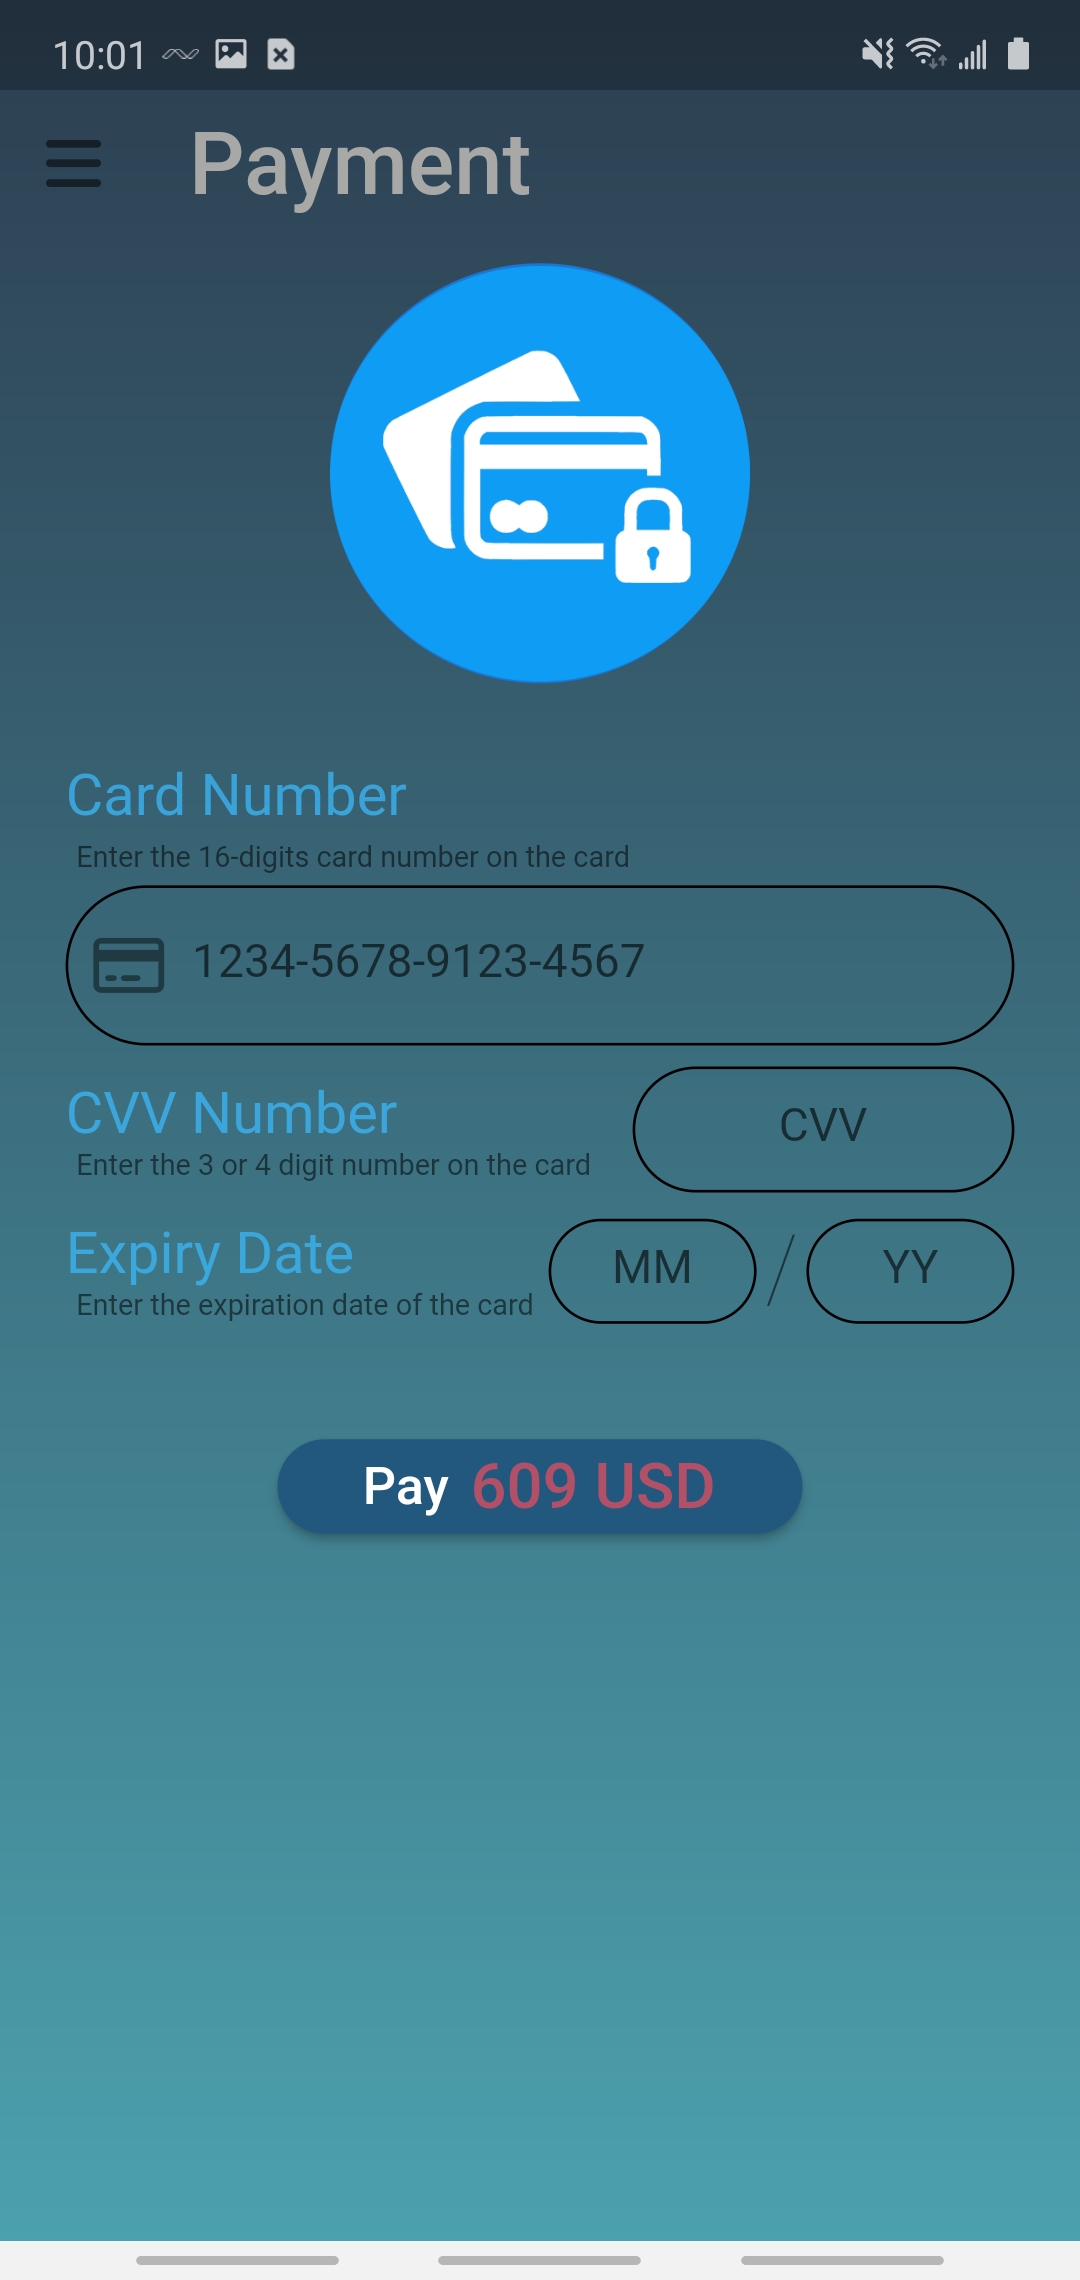 10:01
Payment
Card Number
Enter the 16-digits card number on the card
1234-5678-9123-4567
CVV Number
CVV
Enter the 3 or 4 digit number on the card
Expiry Date
MM / YY
Enter the expiration date of the card
Pay 609 USD